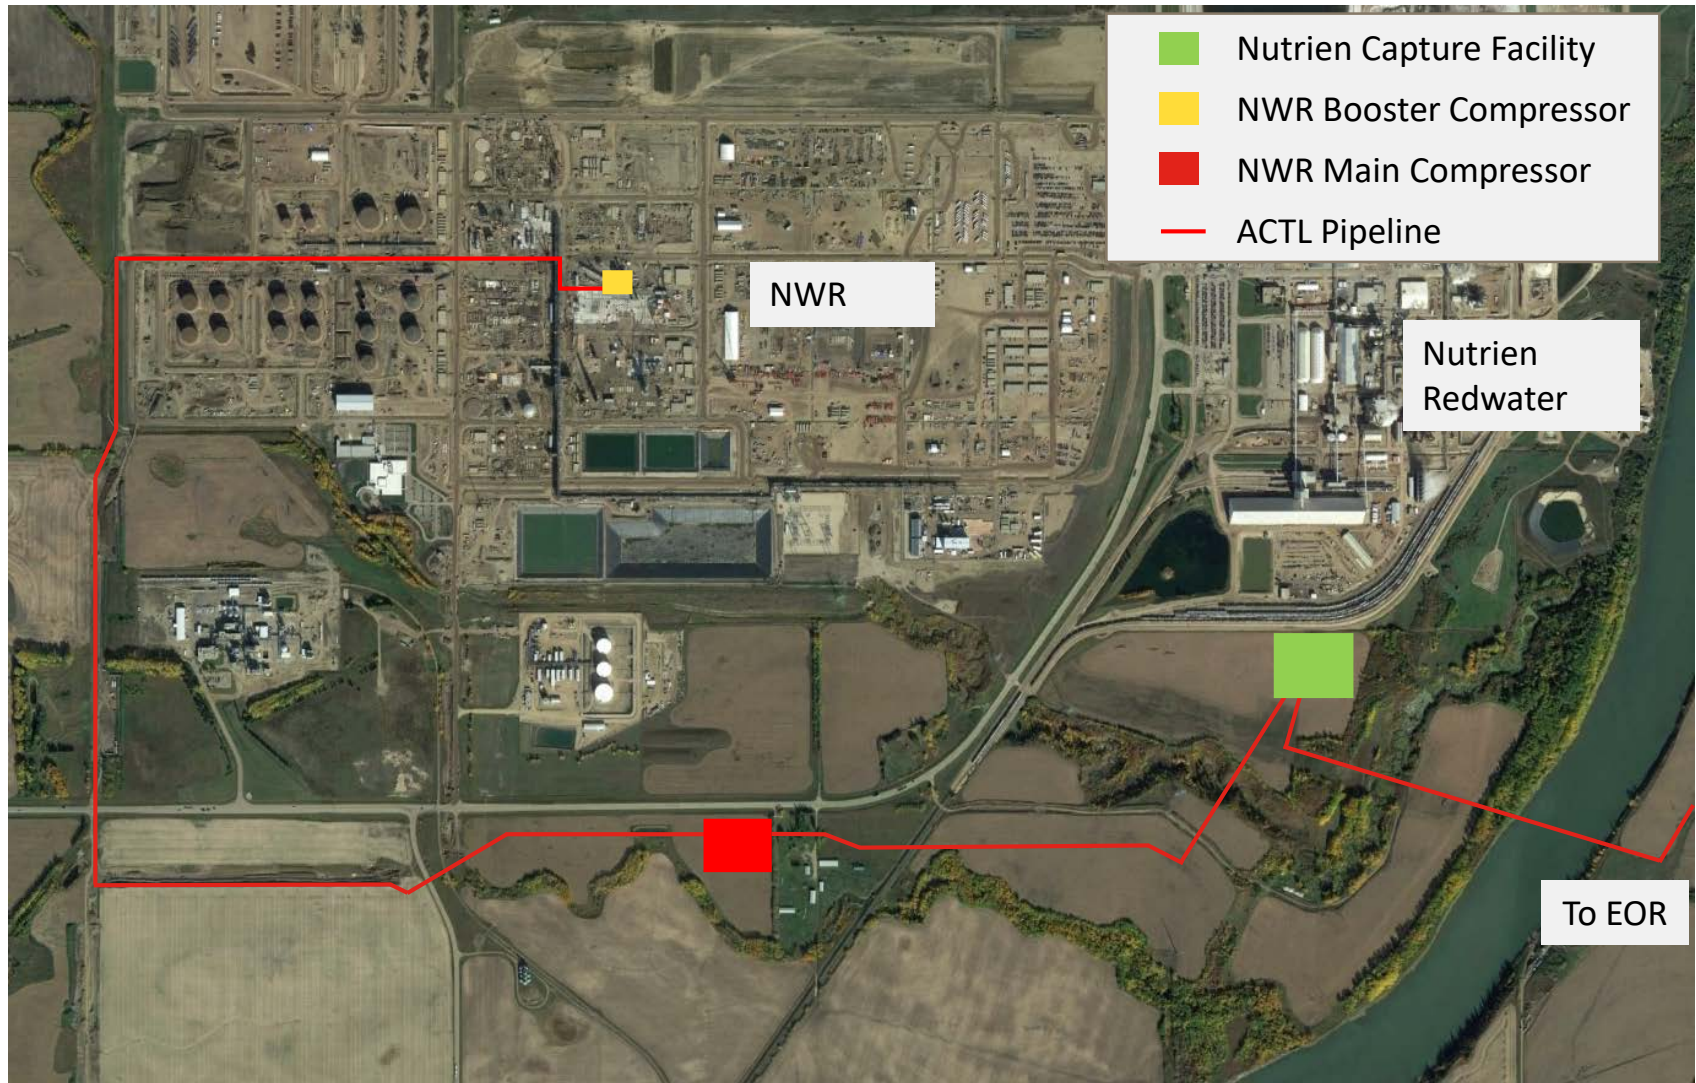 Nutrien Capture Facility
NWR Booster Compressor
NWR Main Compressor
ACTL Pipeline
NWR
Nutrien
Redwater
To EOR